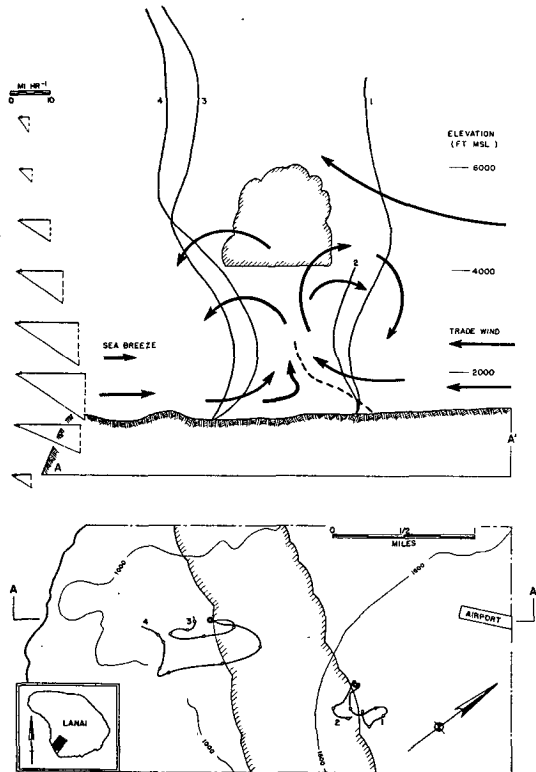 MI HR⁻¹
0 10
4 3 1
ELEVATION
(FT MSL)
6000
2
4000
SEA BREEZE
TRADE WIND
2000
A A'
0 1/2
MILES
1000
1600
A A
4 3
AIRPORT
2 1
LANAI
1000
1600